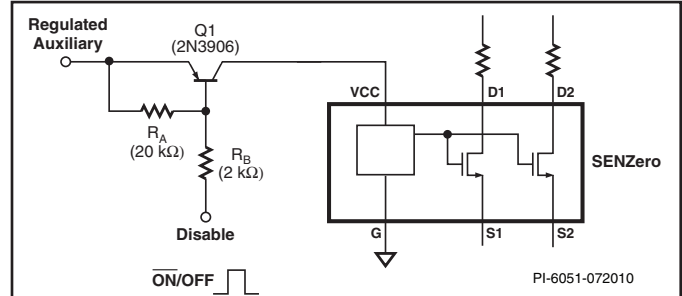 Regulated
Auxiliary
Q1
(2N3906)
VCC
D1
D2
RA
(20 kΩ)
RB
(2 kΩ)
SENZero
Disable
G
S1
S2
ON/OFF
PI-6051-072010